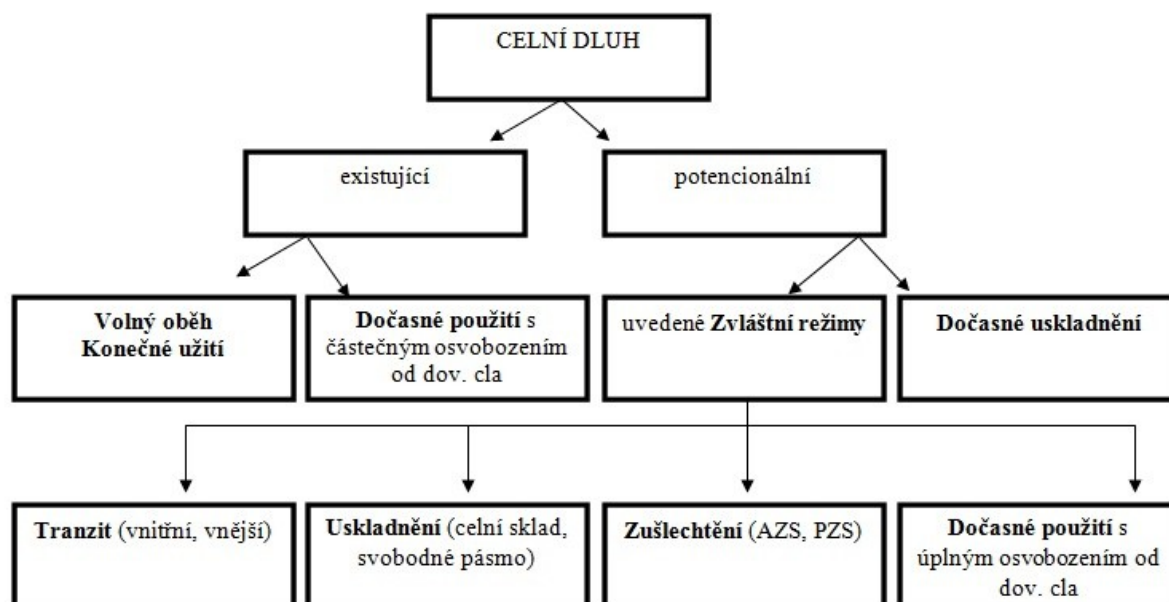 CELNÍ DLUH
existující
potencionální
Volný oběh
Konečné užití
Dočasné použití s
částečným osvobozením
od dov. cla
uvedené Zvláštní režimy
Dočasné uskladnění
Tranzit (vnitřní, vnější)
Uskladnění (celní sklad,
svobodné pásmo)
Zušlechtění (AZS, PZS)
Dočasné použití s
úplným osvobozením od
dov. cla